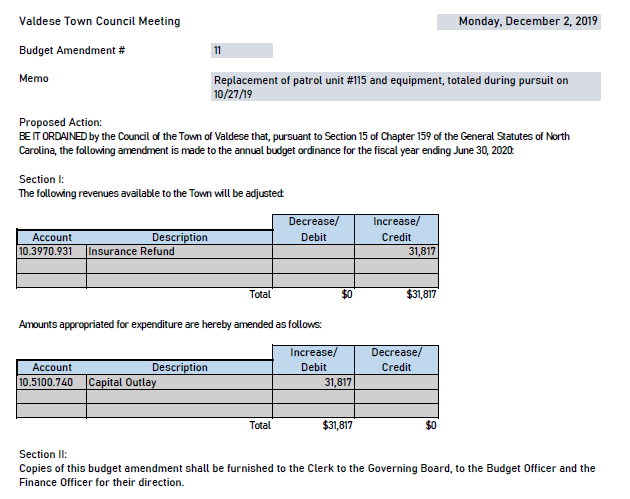 Valdese Town Council Meeting Monday, December 2, 2019
Budget Amendment # 11
Memo Replacement of patrol unit #115 and equipment, totaled during pursuit on
10/27/19
Proposed Action:
BE IT ORDAINED by the Council of the Town of Valdese that, pursuant to Section 15 of Chapter 159 of the General Statutes of North
Carolina, the following amendment is made to the annual budget ordinance for the fiscal year ending June 30, 2020:
Section I:
The following revenues available to the Town will be adjusted:
Decrease/ Increase/
Account Description Debit Credit
10.3970.931 Insurance Refund 31,817
Total $0 $31,817
Amounts appropriated for expenditure are hereby amended as follows:
Increase/ Decrease/
Account Description Debit Credit
10.5100.740 Capital Outlay 31,817
Total $31,817 $0
Section II:
Copies of this budget amendment shall be furnished to the Clerk to the Governing Board, to the Budget Officer and the
Finance Officer for their direction.